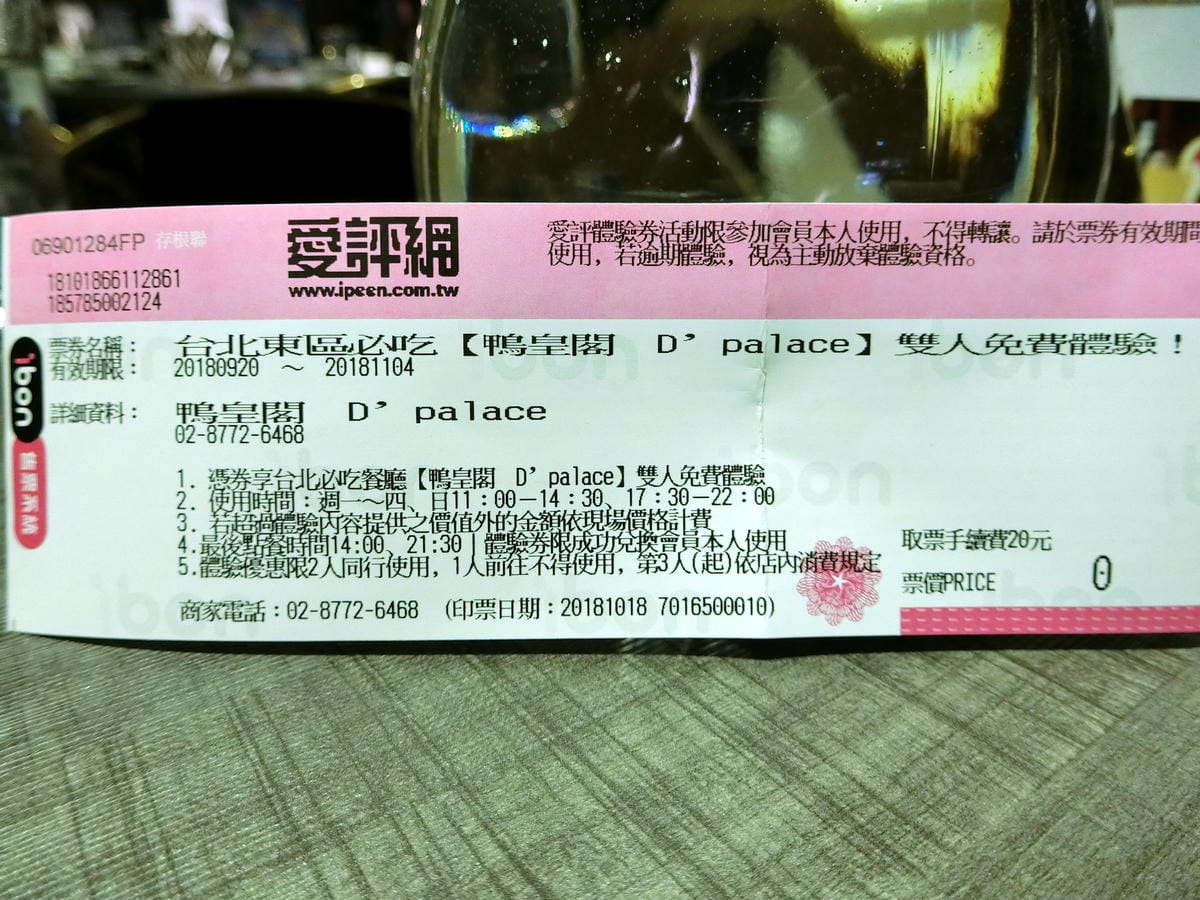 06901284FP 存根聯
18101866112861
185785002124
愛評網
www.ipeen.com.tw
愛評體驗券活動限參加會員本人使用，不得轉讓。請於票券有效期間
使用，若逾期體驗，視為主動放棄體驗資格。
ibon
售票系統
票券名稱： 台北東區必吃【鴨皇閣 D’palace】雙人免費體驗！
有效期限： 20180920 ～ 20181104
詳細資料： 鴨皇閣 D’palace
02-8772-6468
1. 憑券享台北必吃餐廳【鴨皇閣 D’palace】雙人免費體驗
2. 使用時間：週一～四、日11：00－14：30、17：30－22：00
3. 若超過體驗內容提供之價值外的金額依現場價格計費
4.最後點餐時間14:00、21:30｜體驗券限成功兌換會員本人使用
5.體驗優惠限2人同行使用，1人前往不得使用，第3人(起)依店內消費規定
商家電話：02-8772-6468 (印票日期：20181018 7016500010)
取票手續費20元
票價PRICE 0